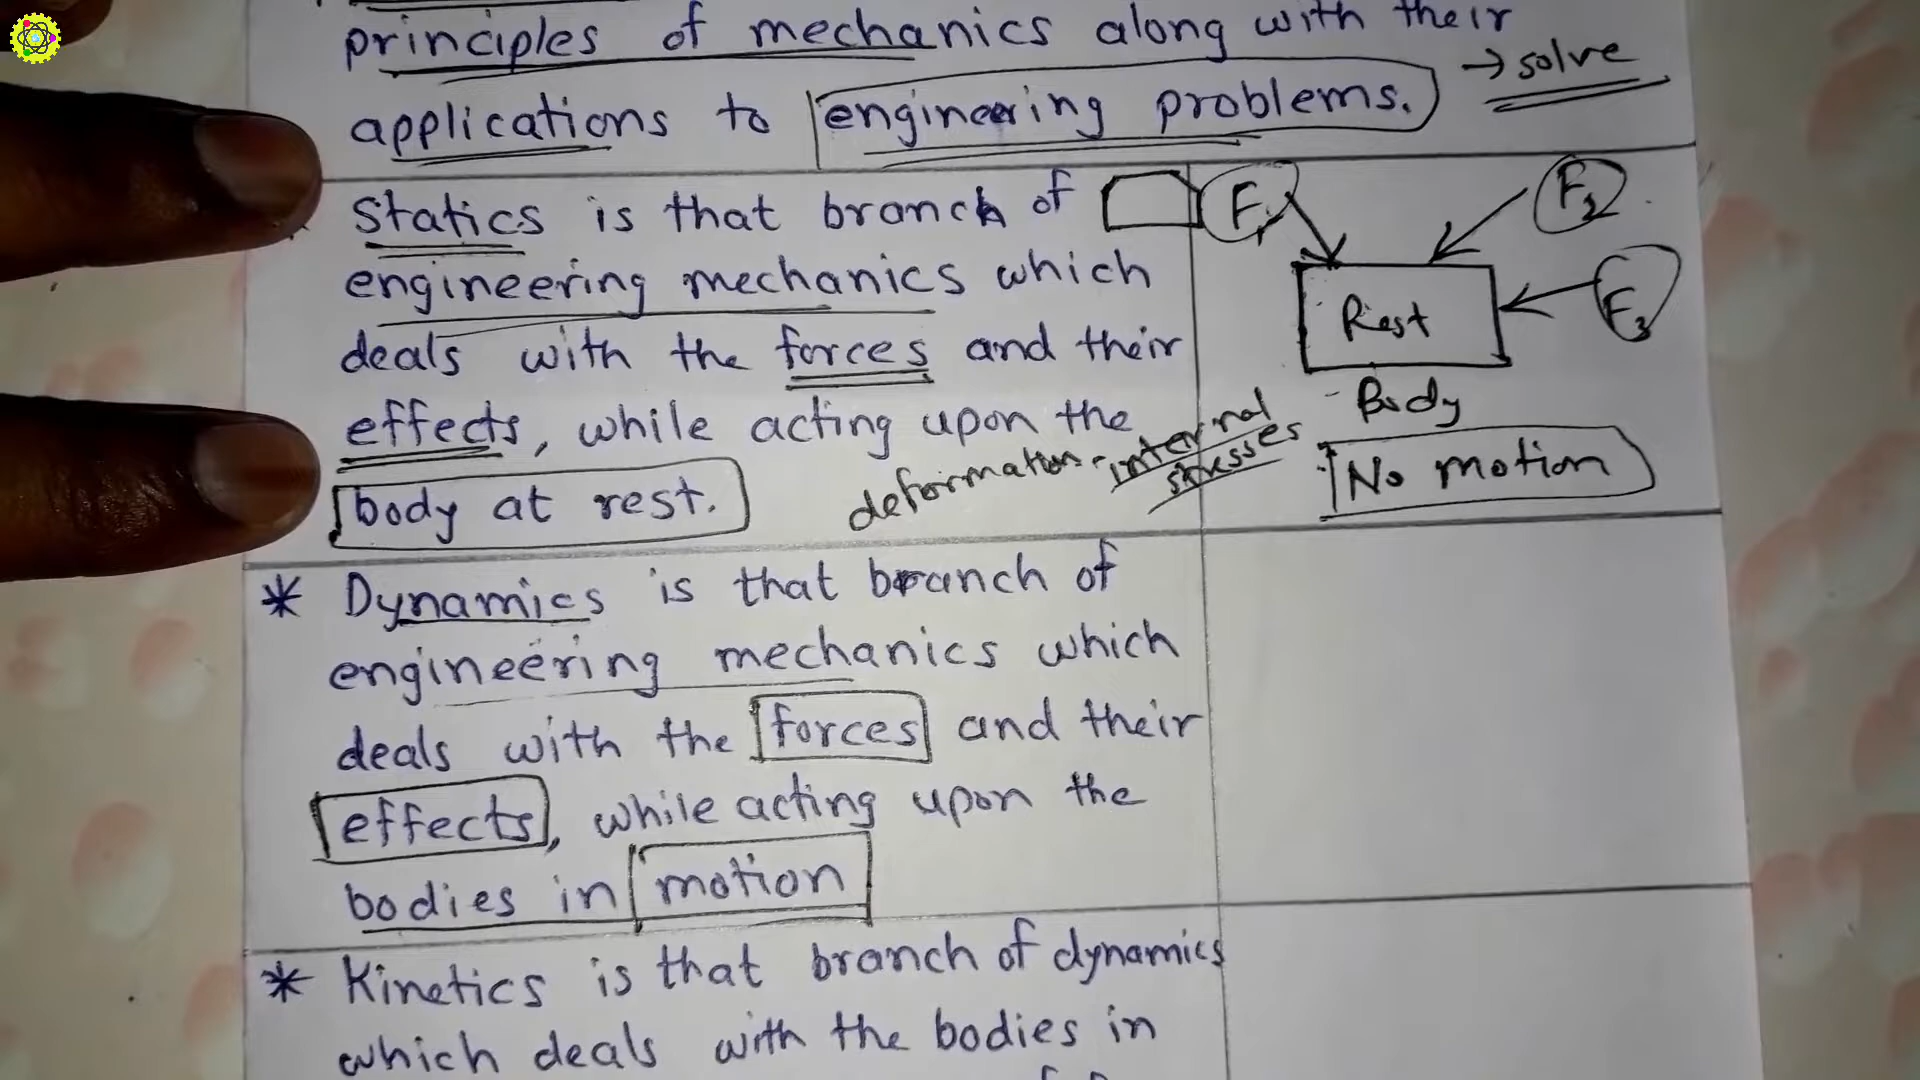 principles of mechanics along with their
applications to engineering problems. → solve
Statics is that branch of
engineering mechanics which
deals with the forces and their
effects, while acting upon the
body at rest.
deformation - internal
stresses
F1
F2
F3
Rest
Body
No motion
* Dynamics is that branch of
engineering mechanics which
deals with the forces and their
effects, while acting upon the
bodies in motion
* Kinetics is that branch of dynamics
which deals with the bodies in